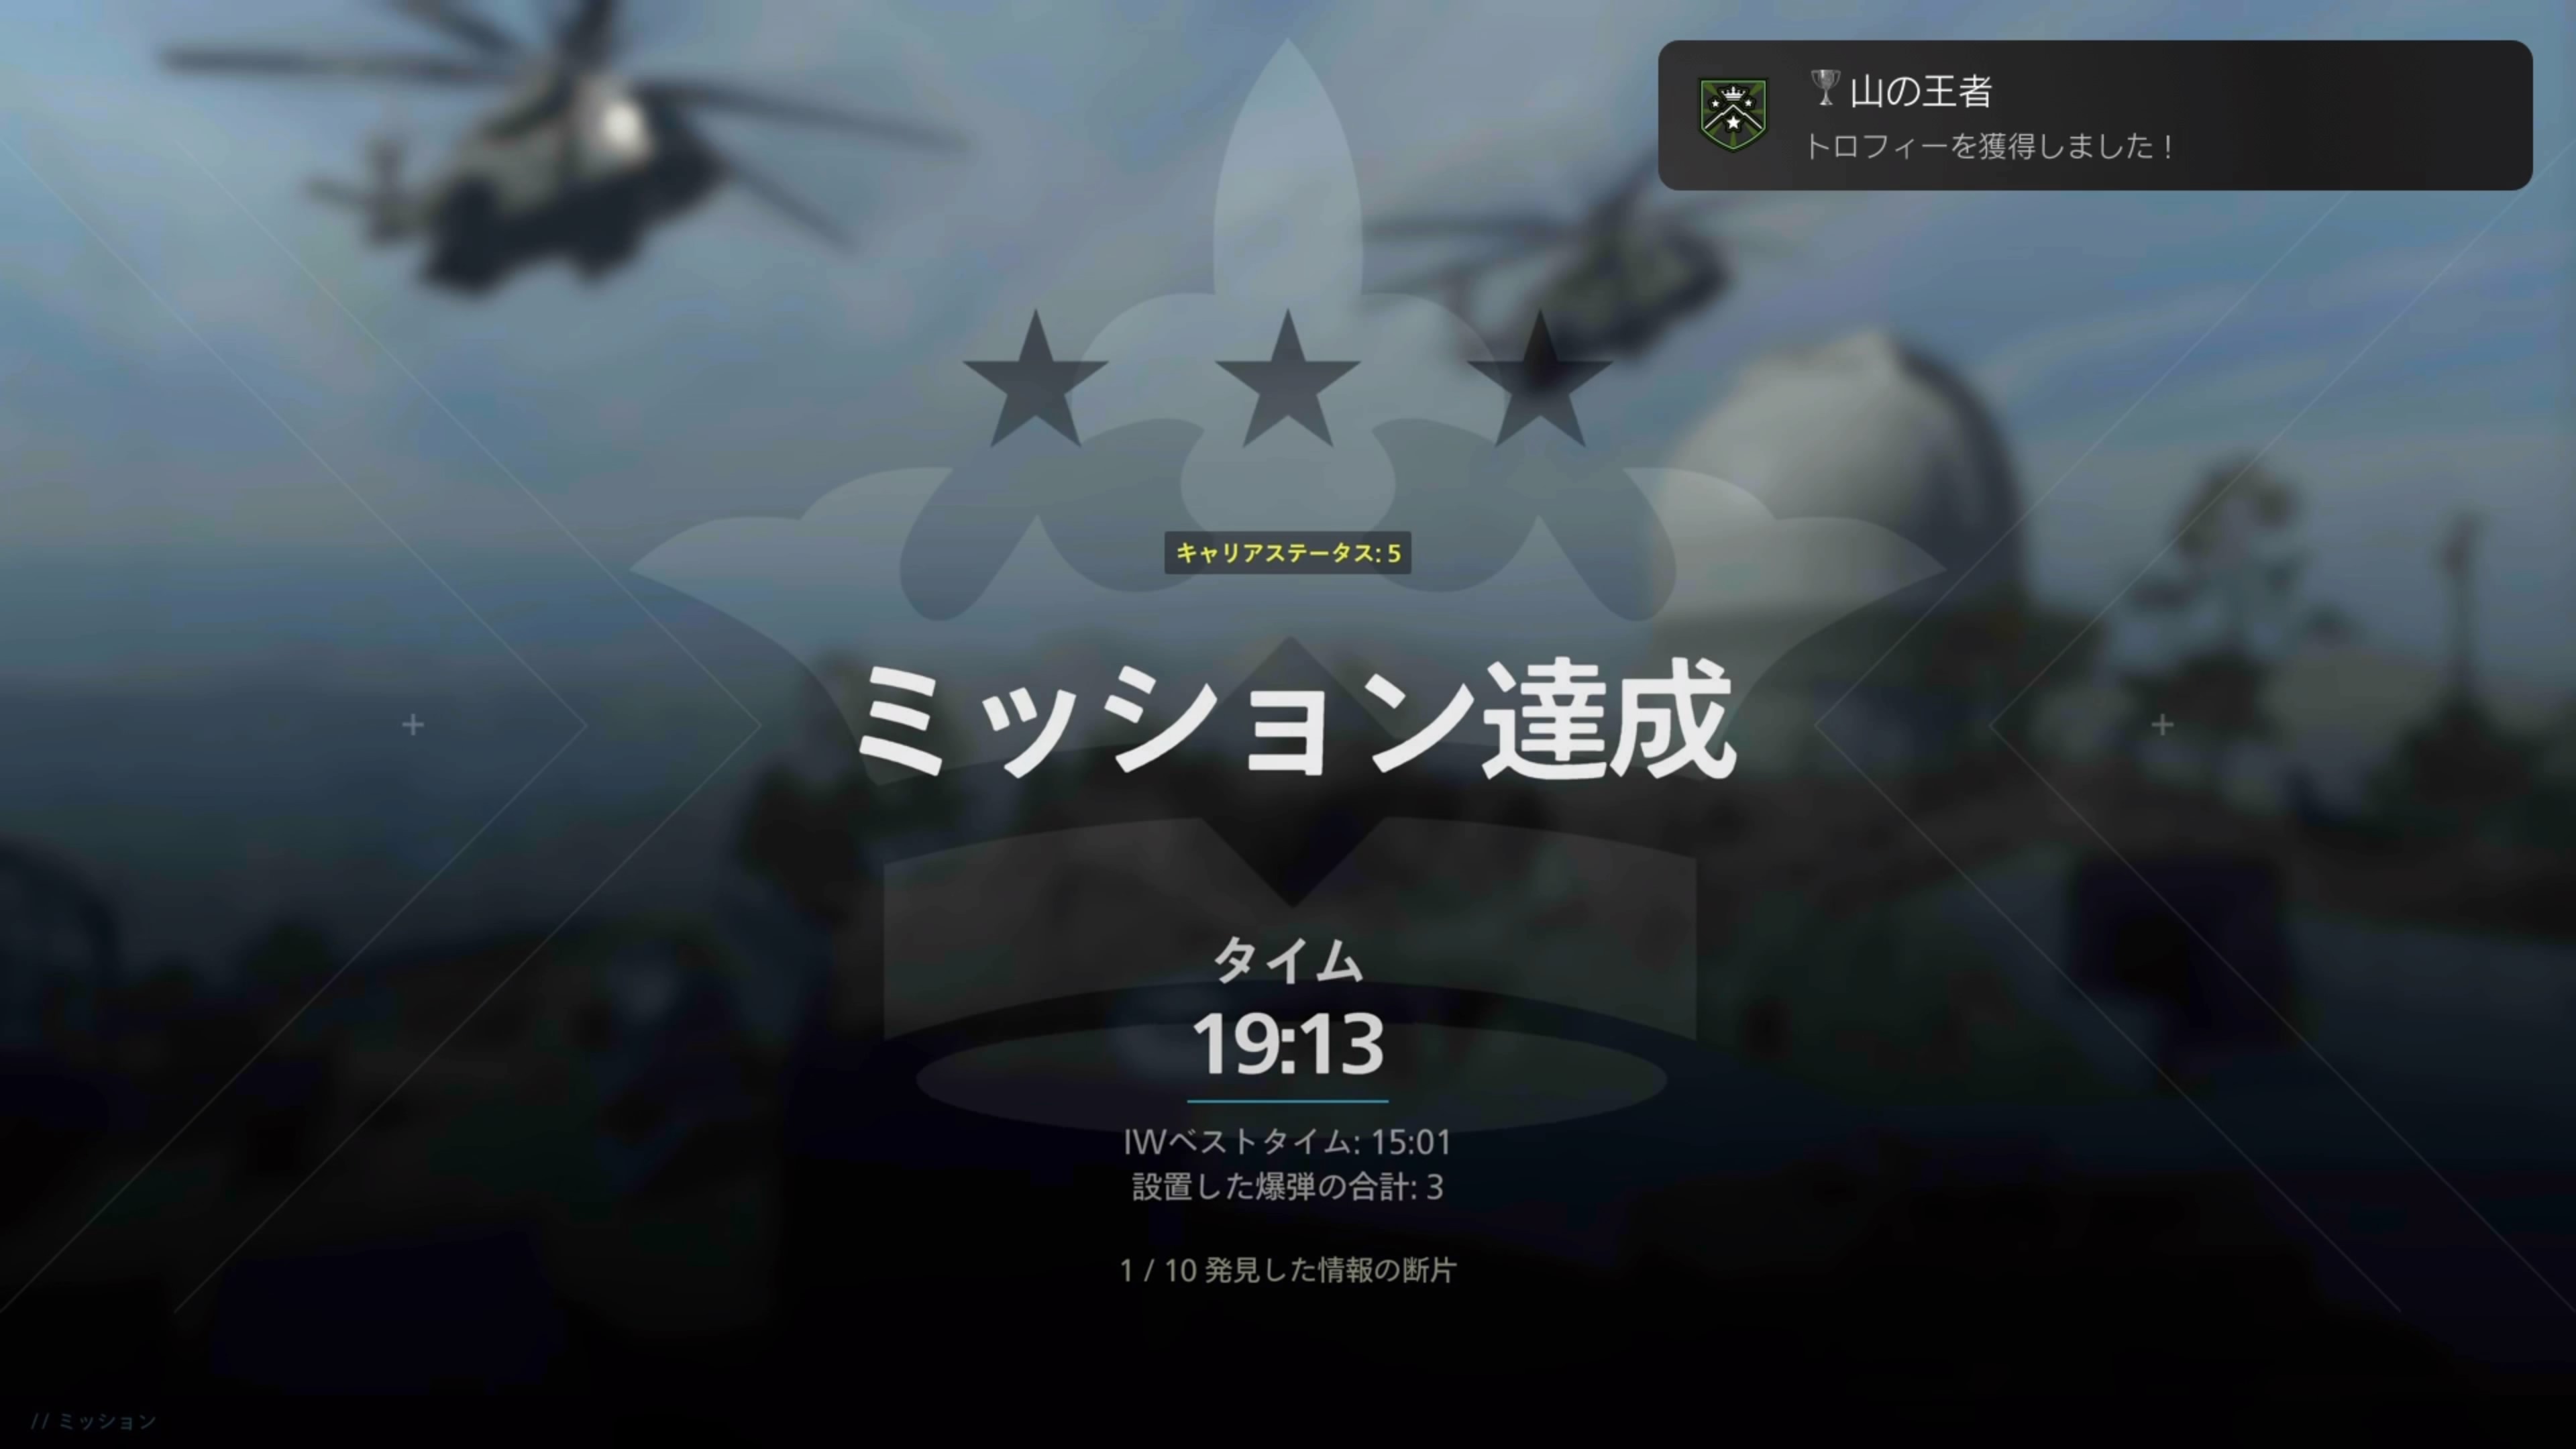 山の王者
トロフィーを獲得しました！
キャリアステータス: 5
ミッション達成
タイム
19:13
IWベストタイム: 15:01
設置した爆弾の合計: 3
1 / 10 発見した情報の断片
// ミッション